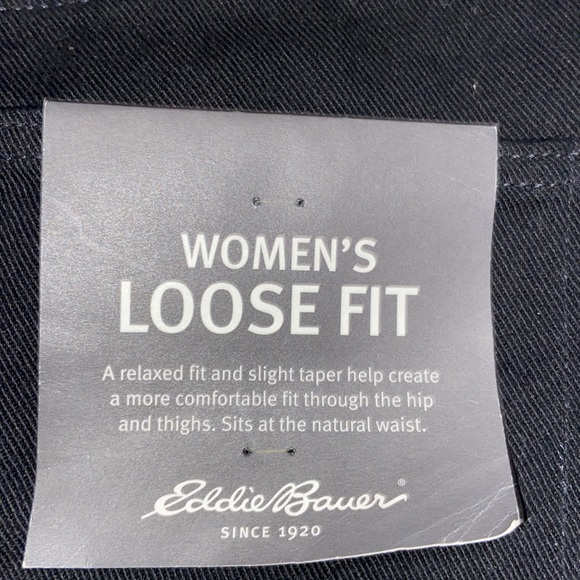 WOMEN'S
LOOSE FIT
A relaxed fit and slight taper help create
a more comfortable fit through the hip
and thighs. Sits at the natural waist.
Eddie Bauer®
SINCE 1920